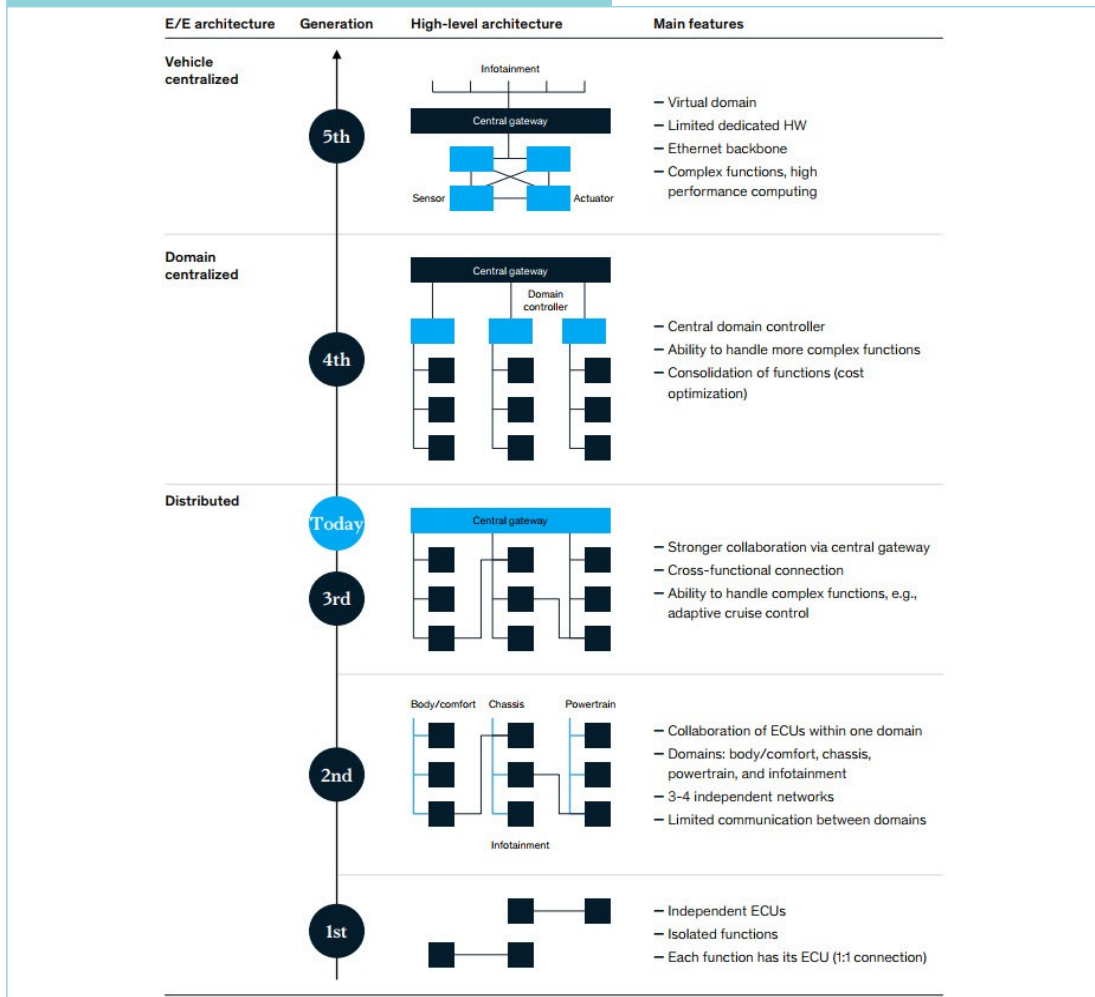 E/E architecture Generation High-level architecture Main features
Vehicle
centralized
5th
Infotainment
Central gateway
Sensor Actuator
– Virtual domain
– Limited dedicated HW
– Ethernet backbone
– Complex functions, high
performance computing
Domain
centralized
4th
Central gateway
Domain
controller
– Central domain controller
– Ability to handle more complex functions
– Consolidation of functions (cost
optimization)
Distributed
Today
3rd
Central gateway
– Stronger collaboration via central gateway
– Cross-functional connection
– Ability to handle complex functions, e.g.,
adaptive cruise control
2nd
Body/comfort Chassis Powertrain
Infotainment
– Collaboration of ECUs within one domain
– Domains: body/comfort, chassis,
powertrain, and infotainment
– 3-4 independent networks
– Limited communication between domains
1st
– Independent ECUs
– Isolated functions
– Each function has its ECU (1:1 connection)